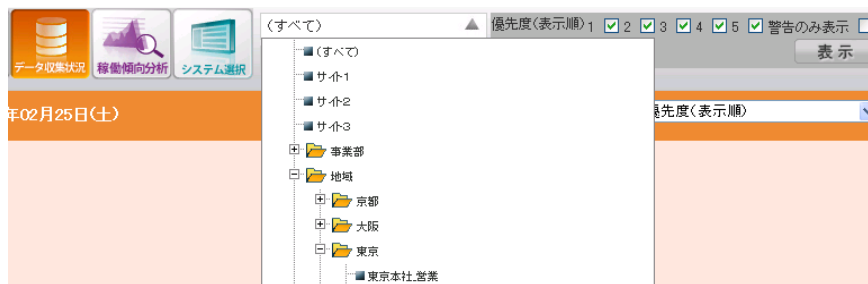 データ収集状況
稼働傾向分析
システム選択
(すべて)
優先度(表示順) 1 2 3 4 5 警告のみ表示
表示
年02月25日(土)
優先度(表示順)
(すべて)
サイト1
サイト2
サイト3
事業部
地域
京都
大阪
東京
東京本社_営業